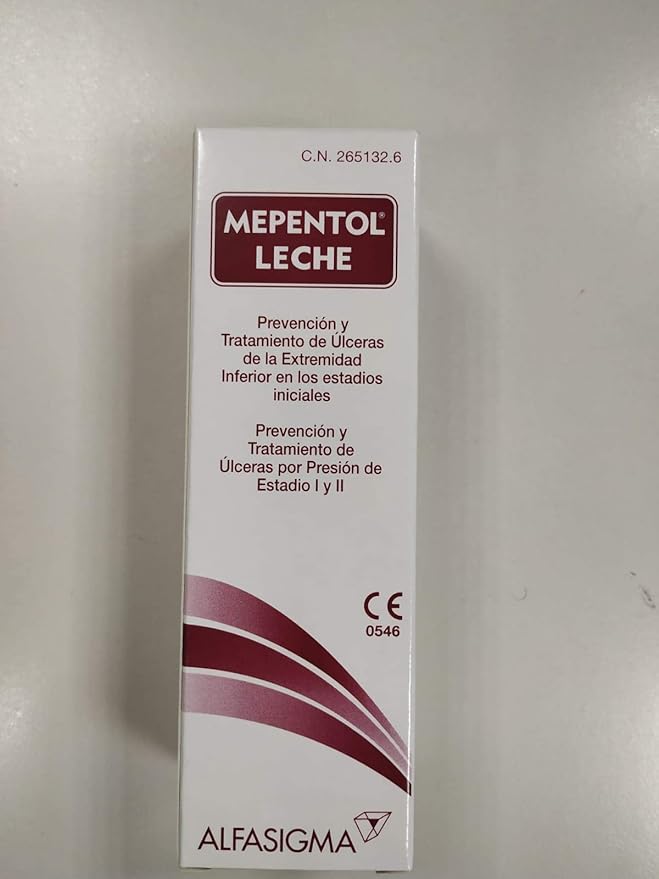 C.N. 265132.6
MEPENTOL®
LECHE
Prevención y
Tratamiento de Úlceras
de la Extremidad
Inferior en los estadios
iniciales
Prevención y
Tratamiento de
Úlceras por Presión de
Estadio I y II
CE
0546
ALFASIGMA